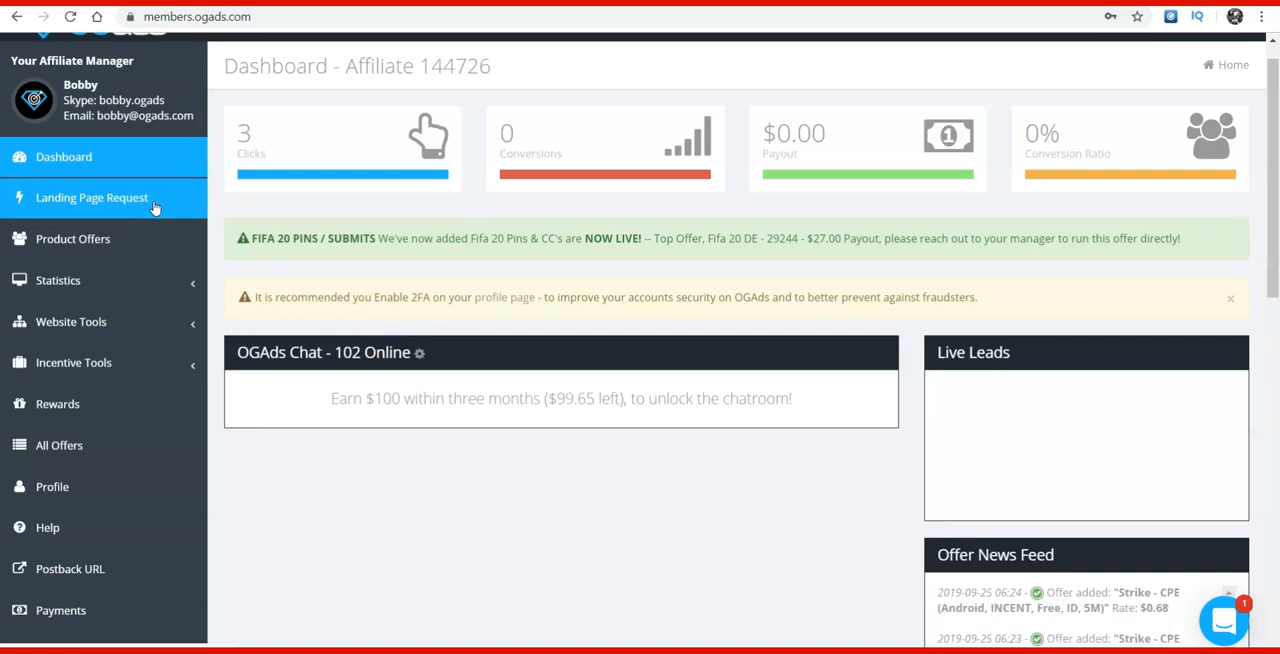 members.ogads.com
IQ
Your Affiliate Manager
Bobby
Skype: bobby.ogads
Email: bobby@ogads.com
Dashboard
Landing Page Request
Product Offers
Statistics
Website Tools
Incentive Tools
Rewards
All Offers
Profile
Help
Postback URL
Payments
Dashboard - Affiliate 144726
Home
3
Clicks
0
Conversions
$0.00
Payout
1
0%
Conversion Ratio
FIFA 20 PINS / SUBMITS We've now added Fifa 20 Pins & CC's are NOW LIVE! -- Top Offer, Fifa 20 DE - 29244 - $27.00 Payout, please reach out to your manager to run this offer directly!
It is recommended you Enable 2FA on your profile page - to improve your accounts security on OGAds and to better prevent against fraudsters.
×
OGAds Chat - 102 Online
Earn $100 within three months ($99.65 left), to unlock the chatroom!
Live Leads
Offer News Feed
2019-09-25 06:24 - Offer added: "Strike - CPE
(Android, INCENT, Free, ID, 5M)" Rate: $0.68
2019-09-25 06:23 - Offer added: "Strike - CPE
1